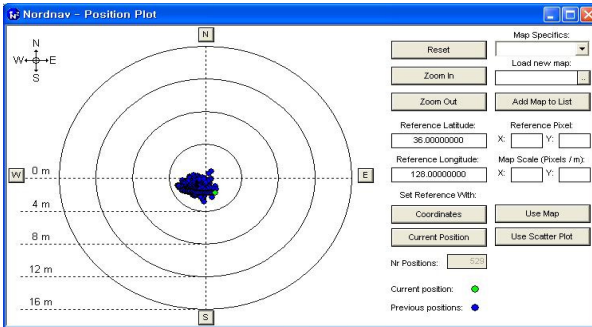 Nordnav - Position Plot
N
W E
S
N
W
E
S
0 m
4 m
8 m
12 m
16 m
Reset
Zoom In
Zoom Out
Map Specifics:
Load new map:
..
Add Map to List
Reference Latitude:
36.00000000
Reference Pixel:
X: Y:
Reference Longitude:
128.00000000
Map Scale (Pixels / m):
X: Y:
Set Reference With:
Coordinates
Use Map
Current Position
Use Scatter Plot
Nr Positions: 528
Current position:
Previous positions: